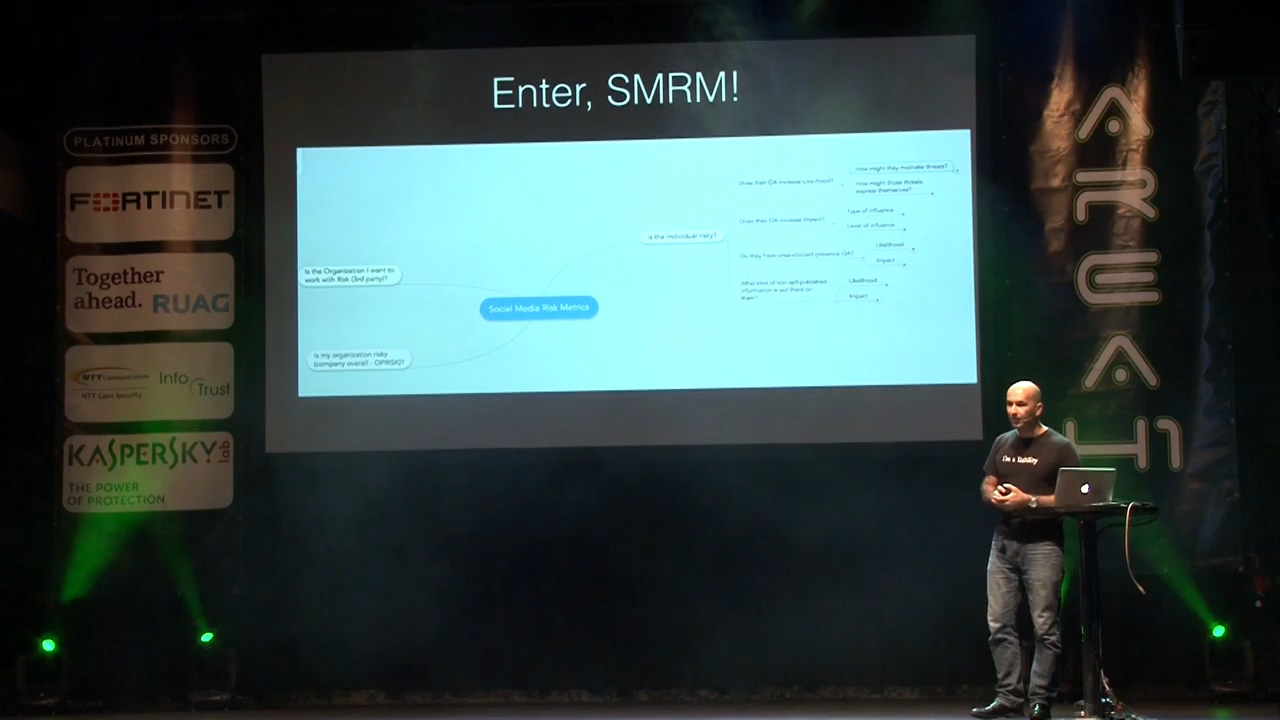 Enter, SMRM!
PLATINUM SPONSORS
FORTINET
Together
ahead. RUAG
NTT Communications
NTT Com Security
Info Trust
KASPERSKY lab
THE POWER
OF PROTECTION
Is the Organization I want to
work with Risk (3rd party)?
Social Media Risk Metrics
Is my organization risky
(company overall - OPRISK)?
Is the individual risky?
Does their OA increase Likelihood?
How might they motivate threats?
How might those threats
express themselves?
Does their OA increase Impact?
Type of influence
Level of influence
Do they have unsanctioned presence OA?
Likelihood
Impact
What kind of non self-published
information is out there on
them?
Likelihood
Impact
I'm a liability